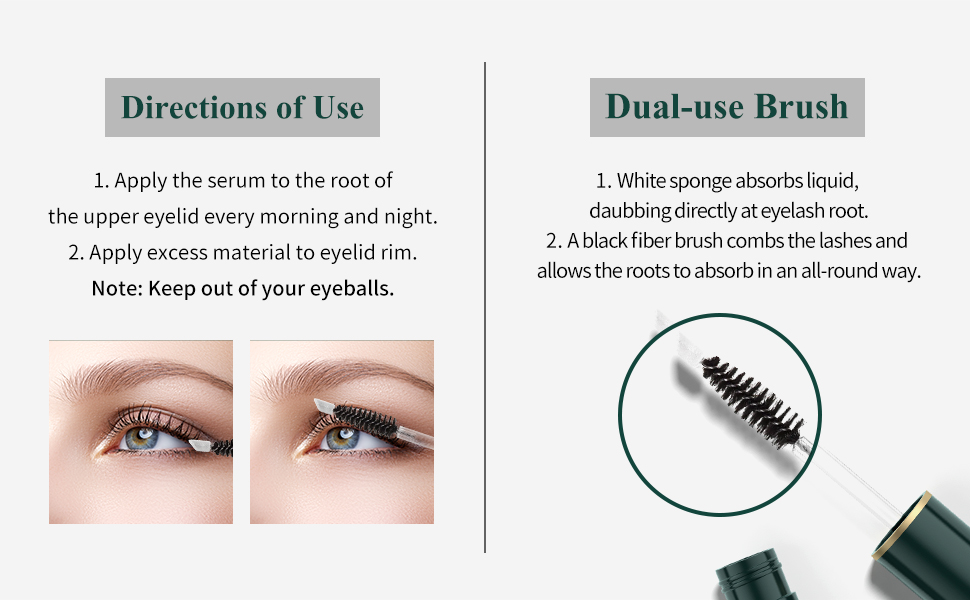 Directions of Use
1. Apply the serum to the root of
the upper eyelid every morning and night.
2. Apply excess material to eyelid rim.
Note: Keep out of your eyeballs.
Dual-use Brush
1. White sponge absorbs liquid,
daubbing directly at eyelash root.
2. A black fiber brush combs the lashes and
allows the roots to absorb in an all-round way.